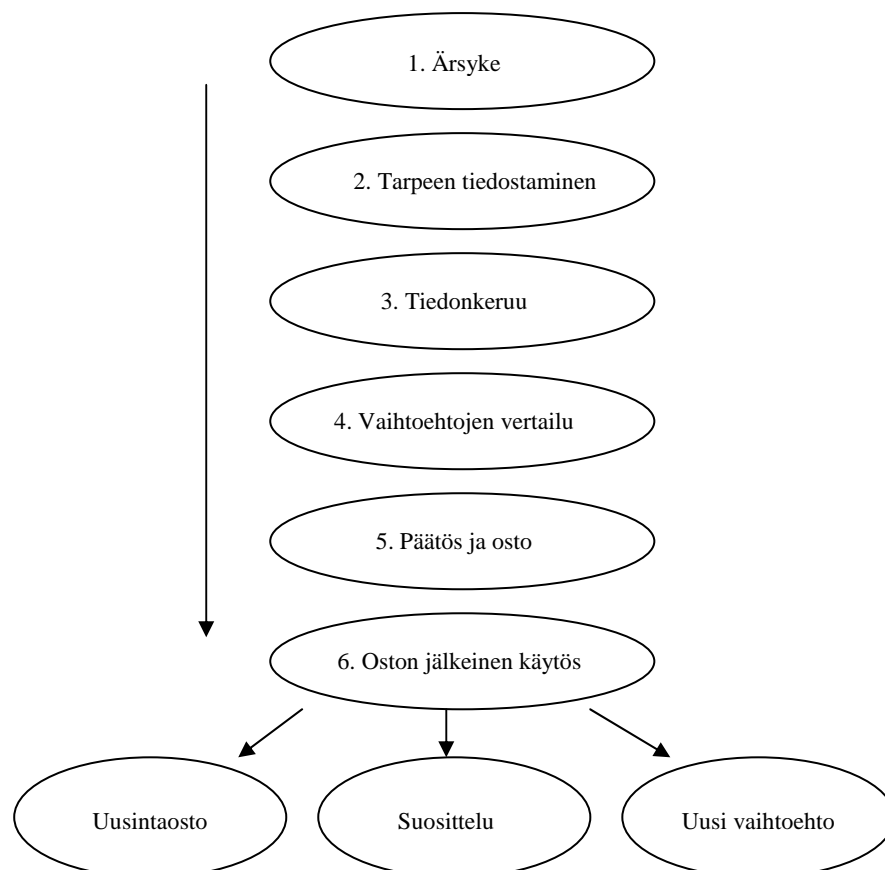 1. Ärsyke
2. Tarpeen tiedostaminen
3. Tiedonkeruu
4. Vaihtoehtojen vertailu
5. Päätös ja osto
6. Oston jälkeinen käytös
Uusintaosto
Suosittelu
Uusi vaihtoehto